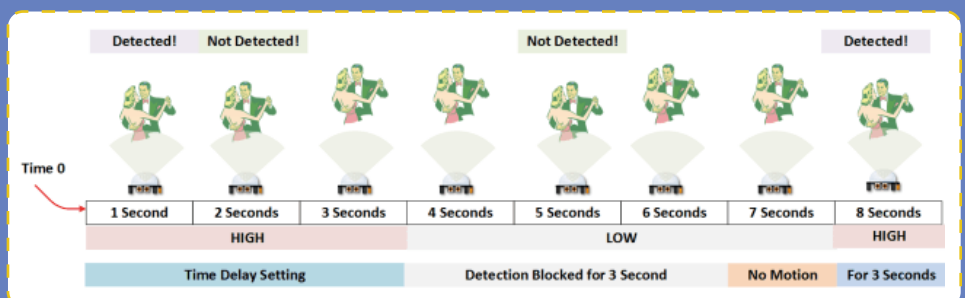 Detected!
Not Detected!
Not Detected!
Detected!
Time 0
1 Second
2 Seconds
3 Seconds
4 Seconds
5 Seconds
6 Seconds
7 Seconds
8 Seconds
HIGH
LOW
HIGH
Time Delay Setting
Detection Blocked for 3 Second
No Motion
For 3 Seconds